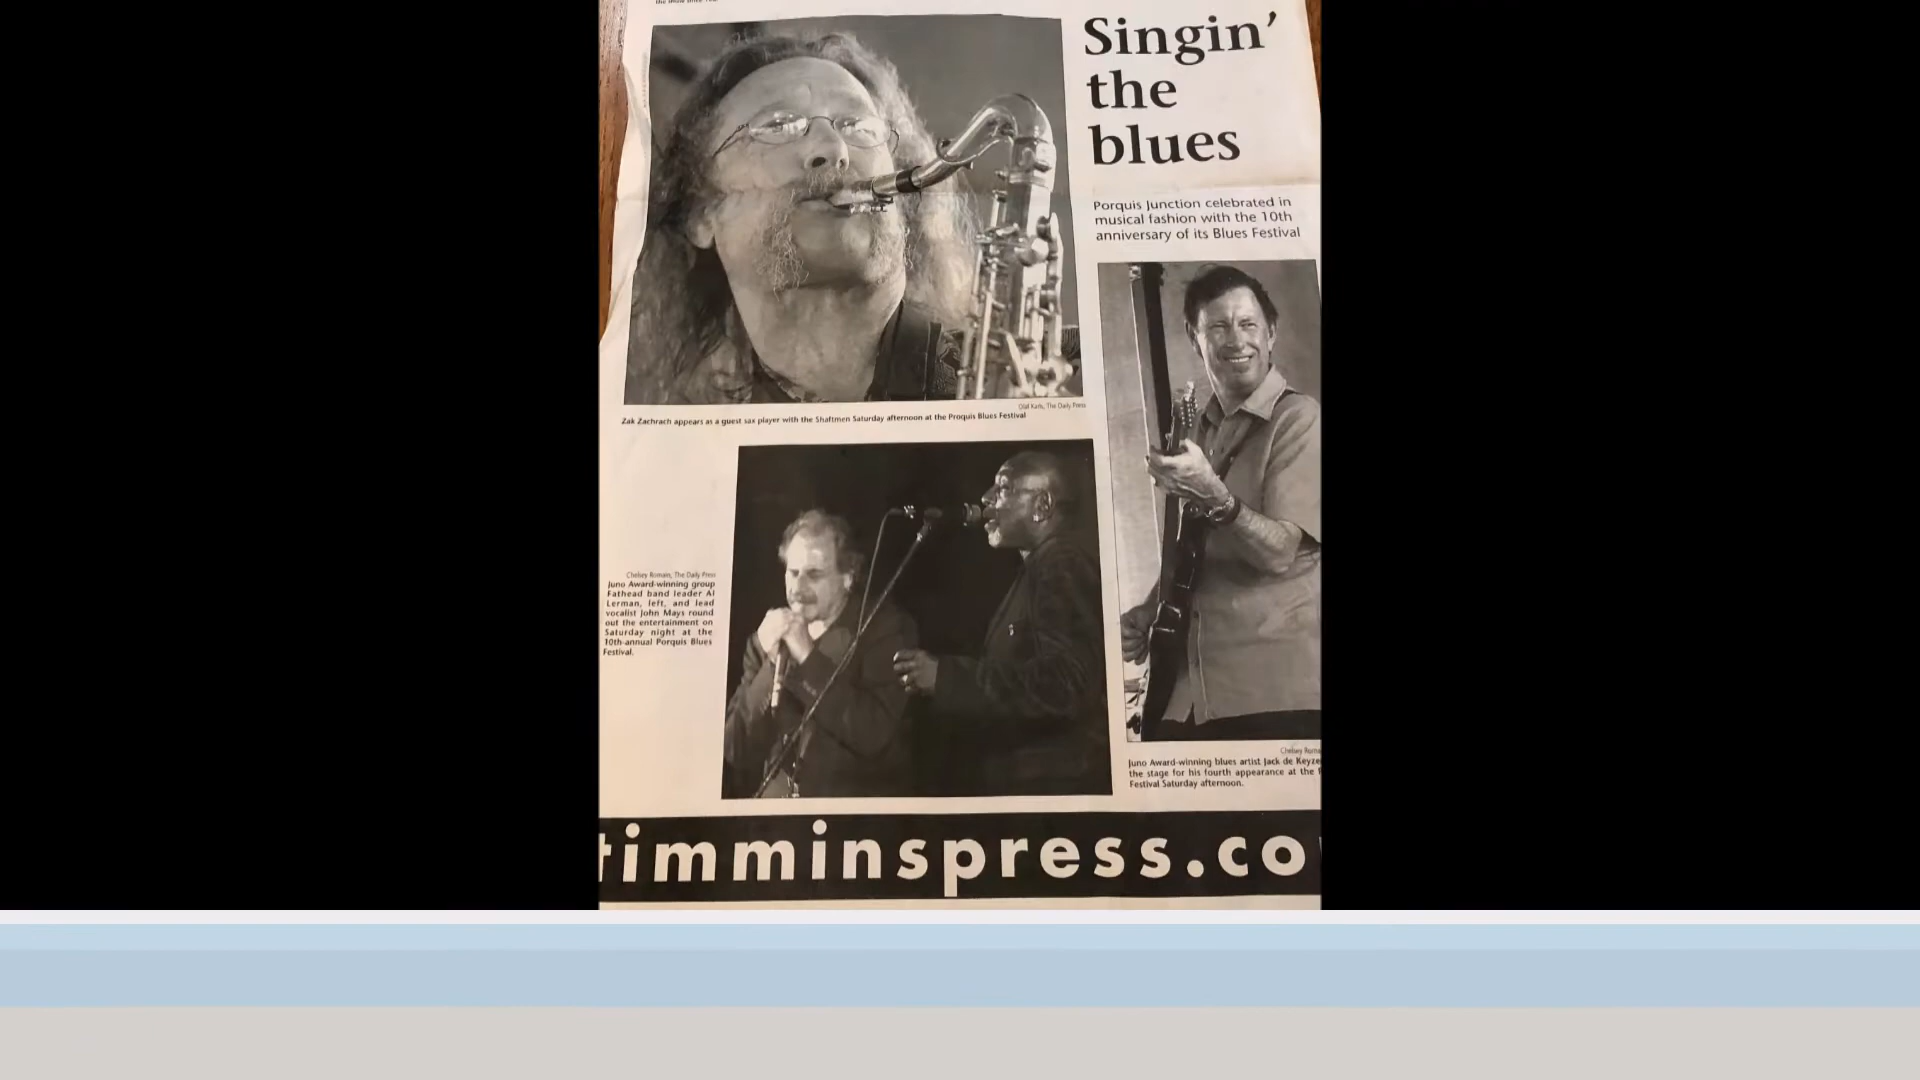 Singin'
the
blues
Porquis Junction celebrated in
musical fashion with the 10th
anniversary of its Blues Festival
Olaf Karls, The Daily Press
Zak Zachrach appears as a guest sax player with the Shaftmen Saturday afternoon at the Proquis Blues Festival
Chelsey Romain, The Daily Press
Juno Award-winning group
Fathead band leader Al
Lerman, left, and lead
vocalist John Mays round
out the entertainment on
Saturday night at the
10th-annual Porquis Blues
Festival.
Chelsey Roma
Juno Award-winning blues artist Jack de Keyze
the stage for his fourth appearance at the
Festival Saturday afternoon.
timminspress.co